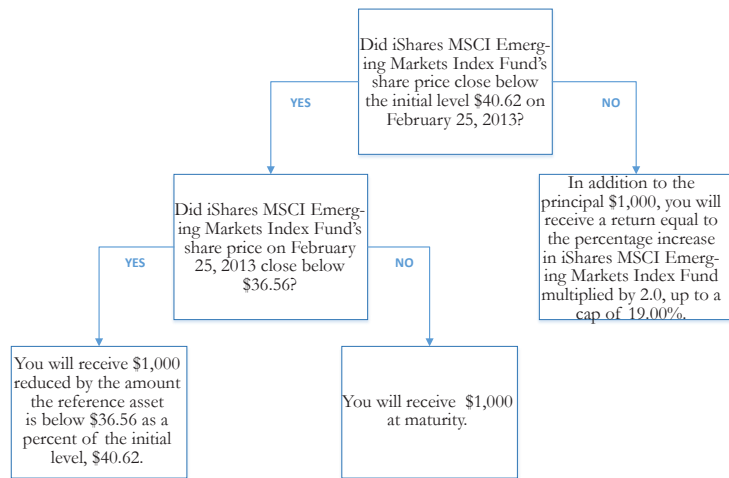 Did iShares MSCI Emerg-
ing Markets Index Fund's
share price close below
the initial level $40.62 on
February 25, 2013?
YES
NO
Did iShares MSCI Emerg-
ing Markets Index Fund's
share price on February
25, 2013 close below
$36.56?
In addition to the
principal $1,000, you will
receive a return equal to
the percentage increase
in iShares MSCI Emerg-
ing Markets Index Fund
multiplied by 2.0, up to a
cap of 19.00%.
YES
NO
You will receive $1,000
reduced by the amount
the reference asset
is below $36.56 as a
percent of the initial
level, $40.62.
You will receive $1,000
at maturity.